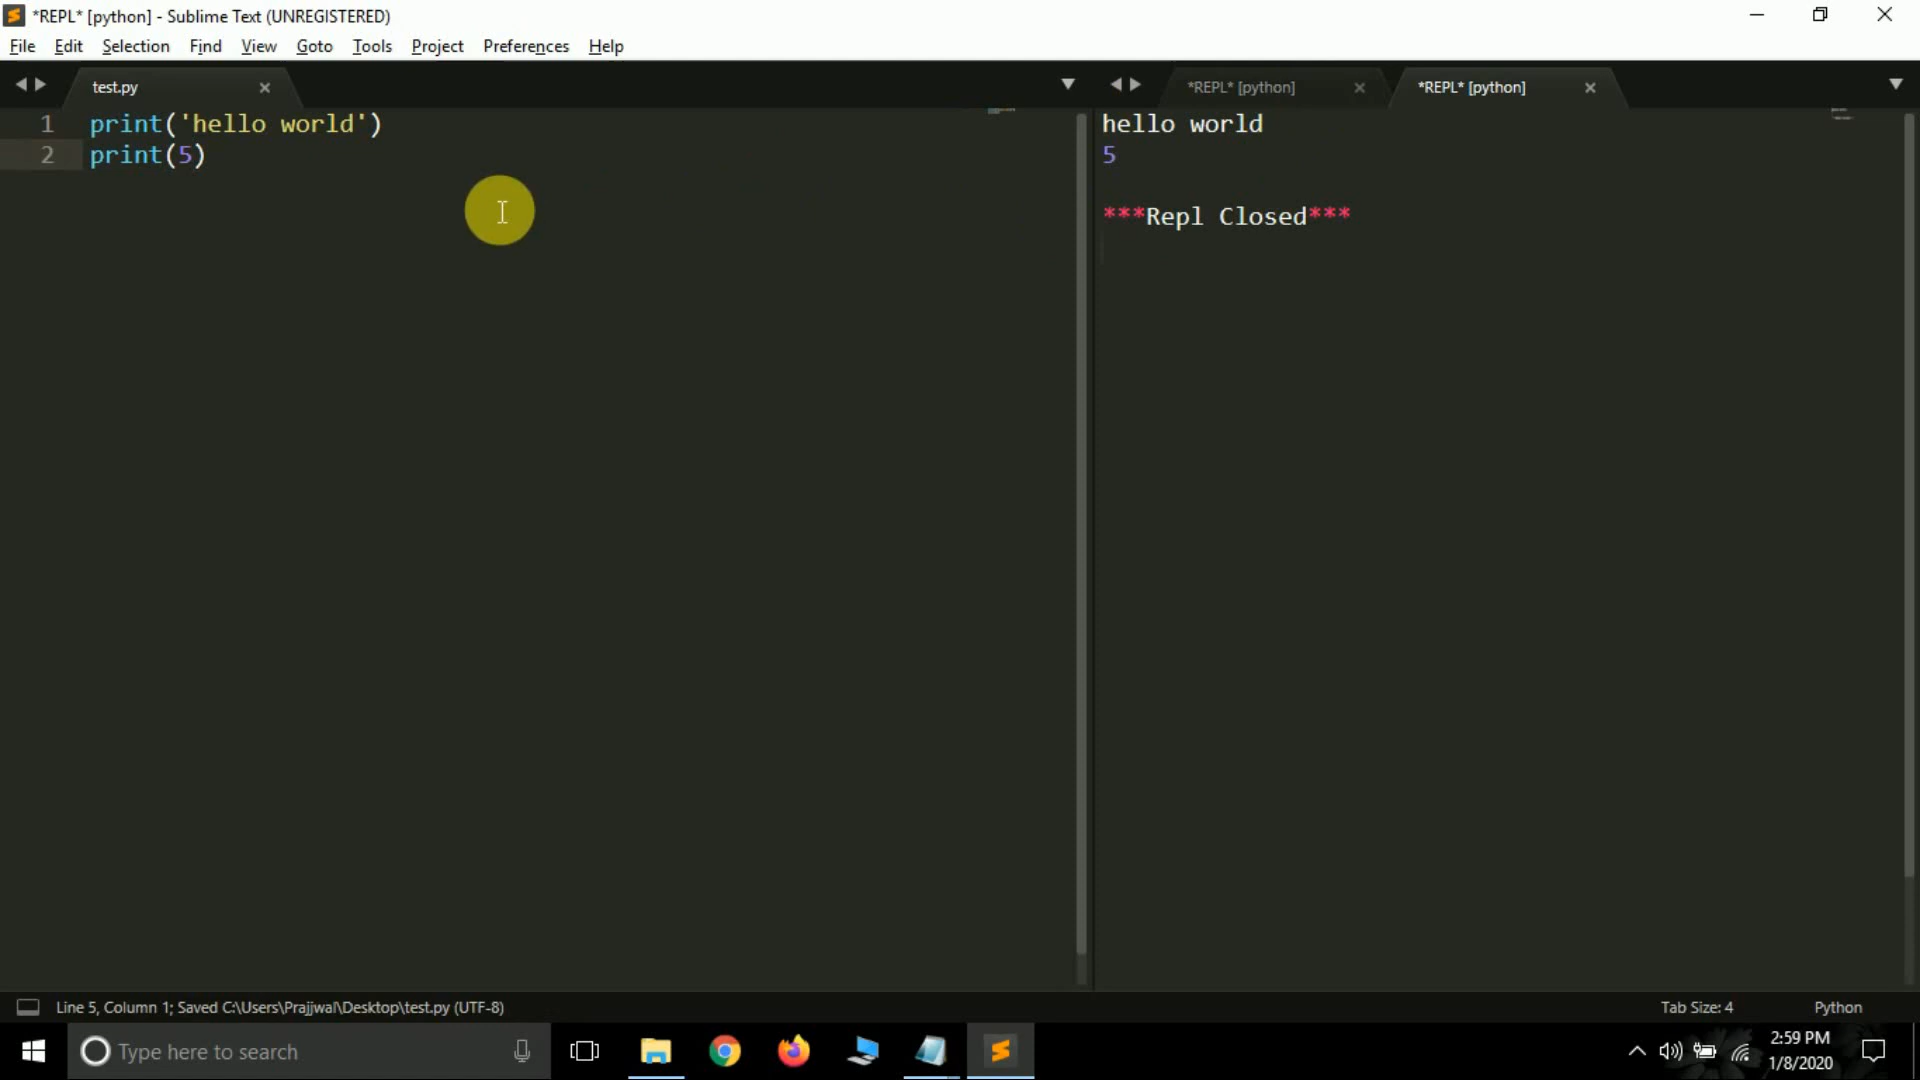 *REPL* [python] - Sublime Text (UNREGISTERED)
File Edit Selection Find View Goto Tools Project Preferences Help
test.py
*REPL* [python]
*REPL* [python]
1 print('hello world')
2 print(5)
hello world
5
***Repl Closed***
Line 5, Column 1; Saved C:\Users\Prajjwal\Desktop\test.py (UTF-8)
Tab Size: 4
Python
Type here to search
2:59 PM
1/8/2020